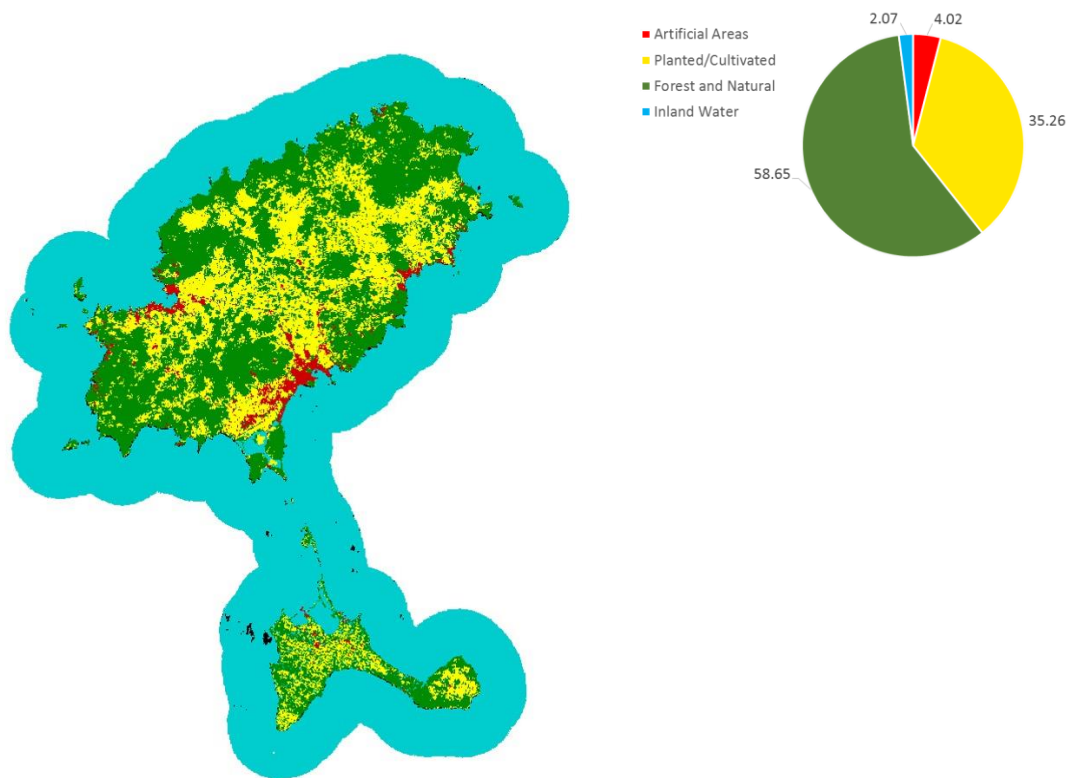 Artificial Areas
Planted/Cultivated
Forest and Natural
Inland Water
2.07
4.02
35.26
58.65